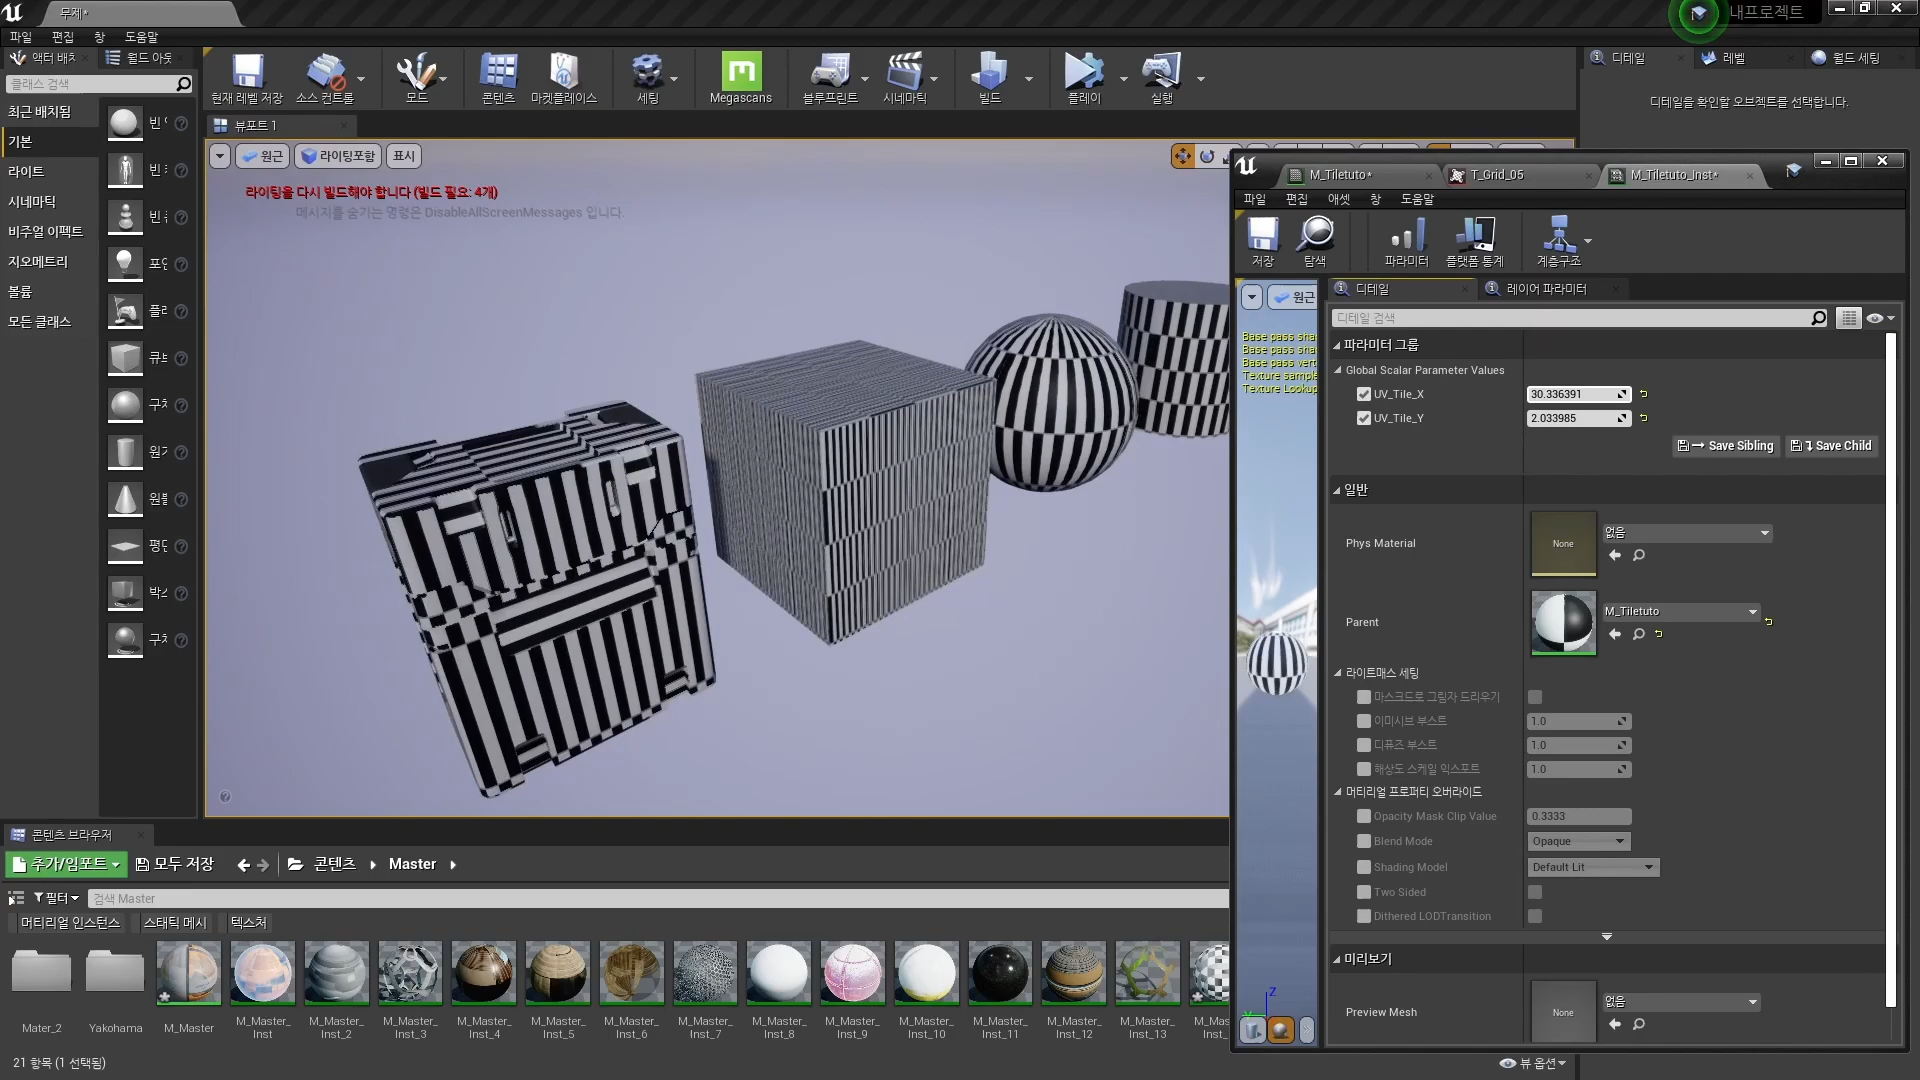 무제*
내프로젝트
파일 편집 창 도움말
액터 배치
월드 아웃
클래스 검색
최근 배치됨
기본
라이트
시네마틱
비주얼 이펙트
지오메트리
볼륨
모든 클래스
현재 레벨 저장
소스 컨트롤
모드
콘텐츠
마켓플레이스
세팅
Megascans
블루프린트
시네마틱
빌드
플레이
실행
뷰포트 1
원근
라이팅포함
표시
라이팅을 다시 빌드해야 합니다 (빌드 필요: 4개)
메시지를 숨기는 명령은 DisableAllScreenMessages 입니다.
디테일
레벨
월드 세팅
디테일을 확인할 오브젝트를 선택합니다.
M_Tiletuto*
T_Grid_05
M_Tiletuto_Inst*
파일 편집 애셋 창 도움말
저장
탐색
파라미터
플랫폼 통계
계층구조
원근
Base pass
Base pass
Base pass
Texture
Texture
디테일
레이어 파라미터
디테일 검색
파라미터 그룹
Global Scalar Parameter Values
UV_Tile_X 30.336391
UV_Tile_Y 2.033985
Save Sibling
Save Child
일반
Phys Material
None
없음
Parent
M_Tiletuto
라이트매스 세팅
마스크드로 그림자 드리우기
이미시브 부스트 1.0
디퓨즈 부스트 1.0
해상도 스케일 익스포트 1.0
머티리얼 프로퍼티 오버라이드
Opacity Mask Clip Value 0.3333
Blend Mode Opaque
Shading Model Default Lit
Two Sided
Dithered LODTransition
미리보기
Preview Mesh
None
없음
콘텐츠 브라우저
추가/임포트
모두 저장
콘텐츠
Master
필터
검색 Master
머티리얼 인스턴스
스태틱 메시
텍스처
Mater_2
Yakohama
M_Master
M_Master_Inst
M_Master_Inst_2
M_Master_Inst_3
M_Master_Inst_4
M_Master_Inst_5
M_Master_Inst_6
M_Master_Inst_7
M_Master_Inst_8
M_Master_Inst_9
M_Master_Inst_10
M_Master_Inst_11
M_Master_Inst_12
M_Master_Inst_13
21 항목 (1 선택됨)
뷰 옵션